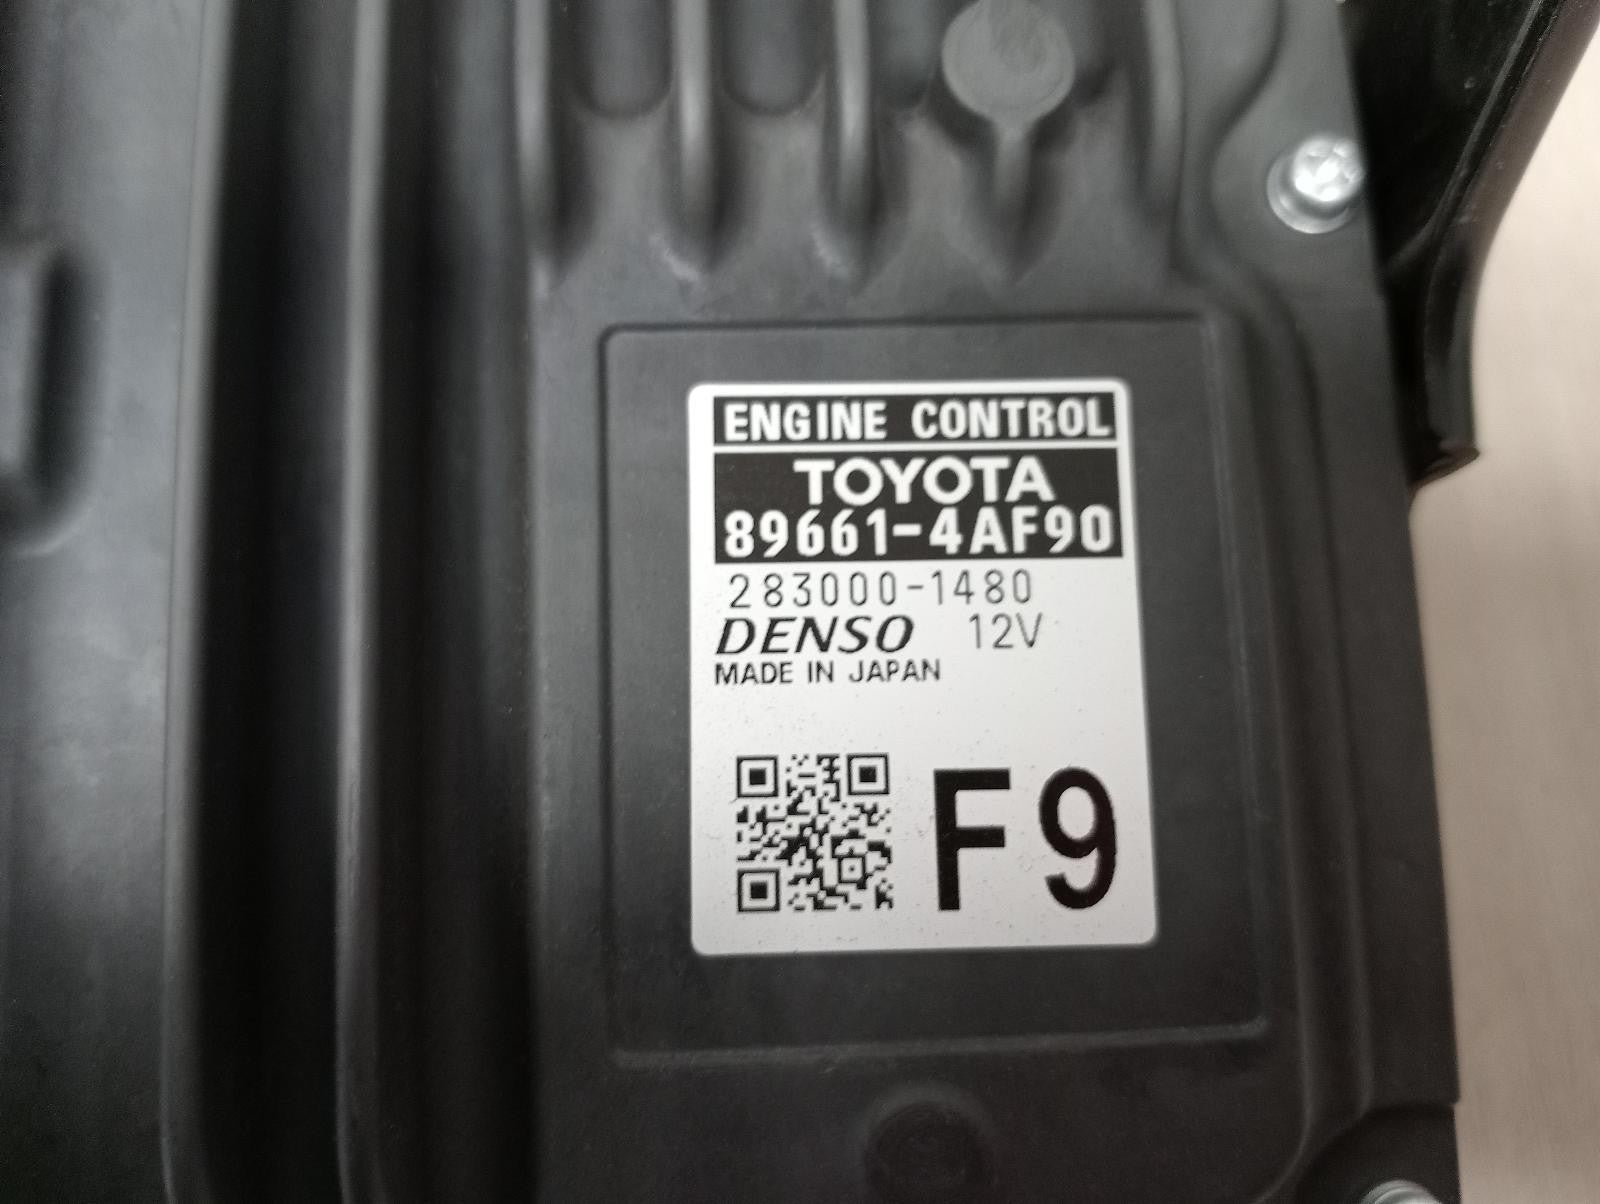 ENGINE CONTROL
TOYOTA
89661-4AF90
283000-1480
DENSO 12V
MADE IN JAPAN
F9